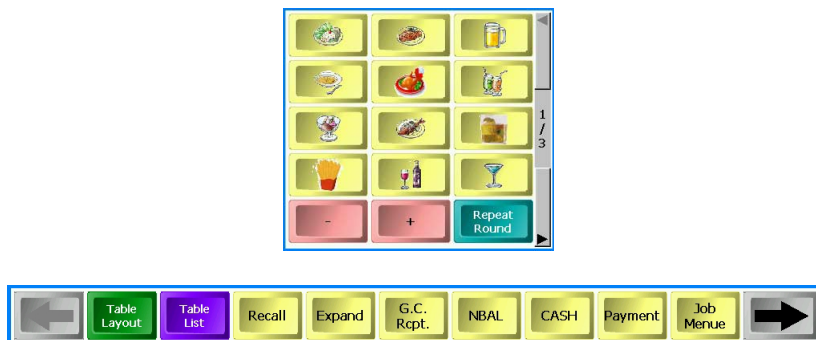 1
/
3
-
+
Repeat
Round
Table
Layout
Table
List
Recall
Expand
G.C.
Rcpt.
NBAL
CASH
Payment
Job
Menue